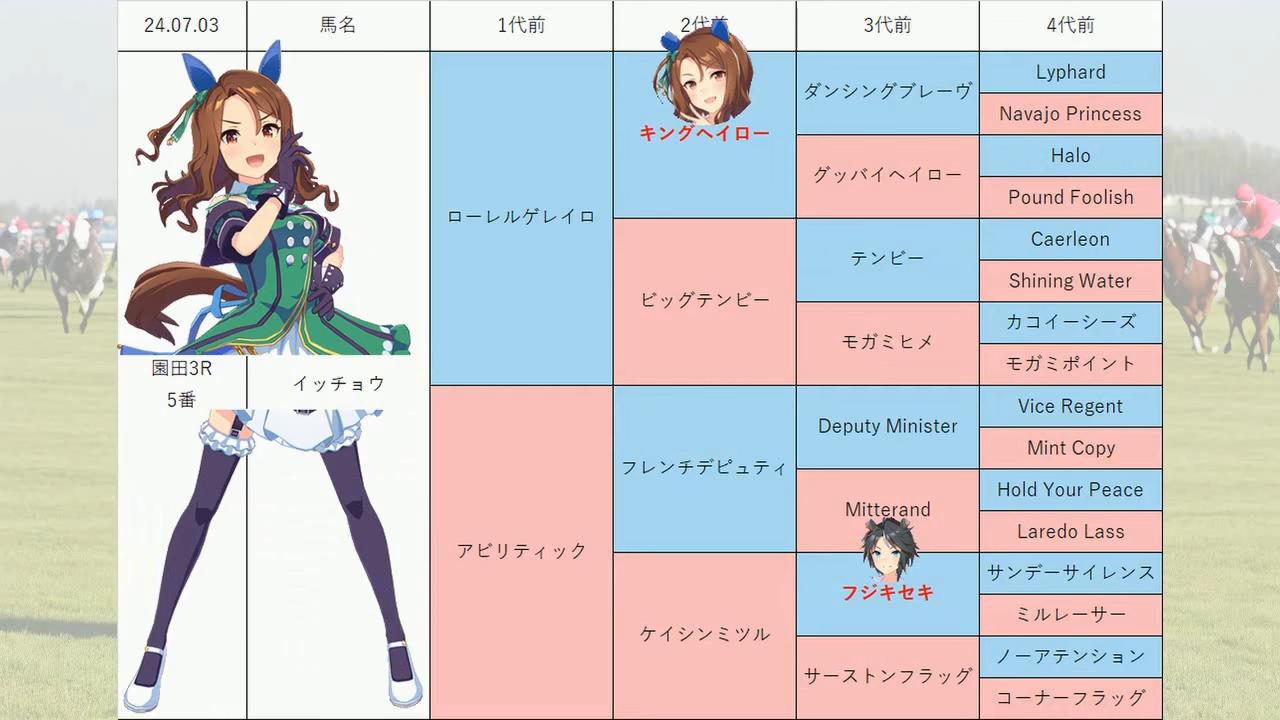 24.07.03
馬名
1代前
2代前
3代前
4代前
園田3R
5番
イッチョウ
ローレルゲレイロ
アビリティック
キングヘイロー
ビッグテンビー
フレンチデピュティ
ケイシンミツル
ダンシングブレーヴ
グッバイヘイロー
テンビー
モガミヒメ
Deputy Minister
Mitterand
フジキセキ
サーストンフラッグ
Lyphard
Navajo Princess
Halo
Pound Foolish
Caerleon
Shining Water
カコイーシーズ
モガミポイント
Vice Regent
Mint Copy
Hold Your Peace
Laredo Lass
サンデーサイレンス
ミルレーサー
ノーアテンション
コーナーフラッグ